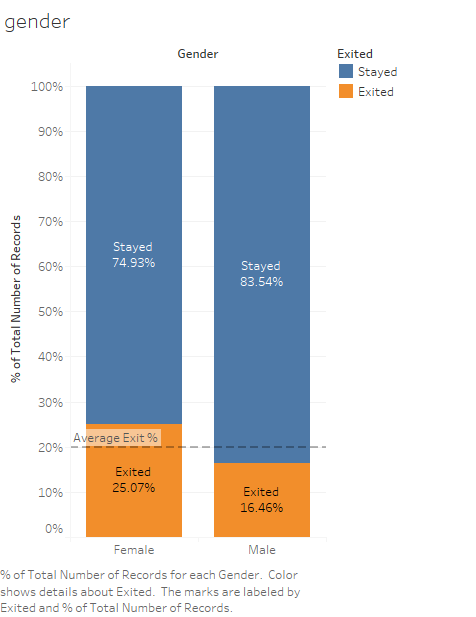 gender
Gender
Exited
Stayed
Exited
% of Total Number of Records
100%
90%
80%
70%
60%
50%
40%
30%
20%
10%
0%
Stayed
74.93%
Stayed
83.54%
Average Exit %
Exited
25.07%
Exited
16.46%
Female
Male
% of Total Number of Records for each Gender. Color
shows details about Exited. The marks are labeled by
Exited and % of Total Number of Records.